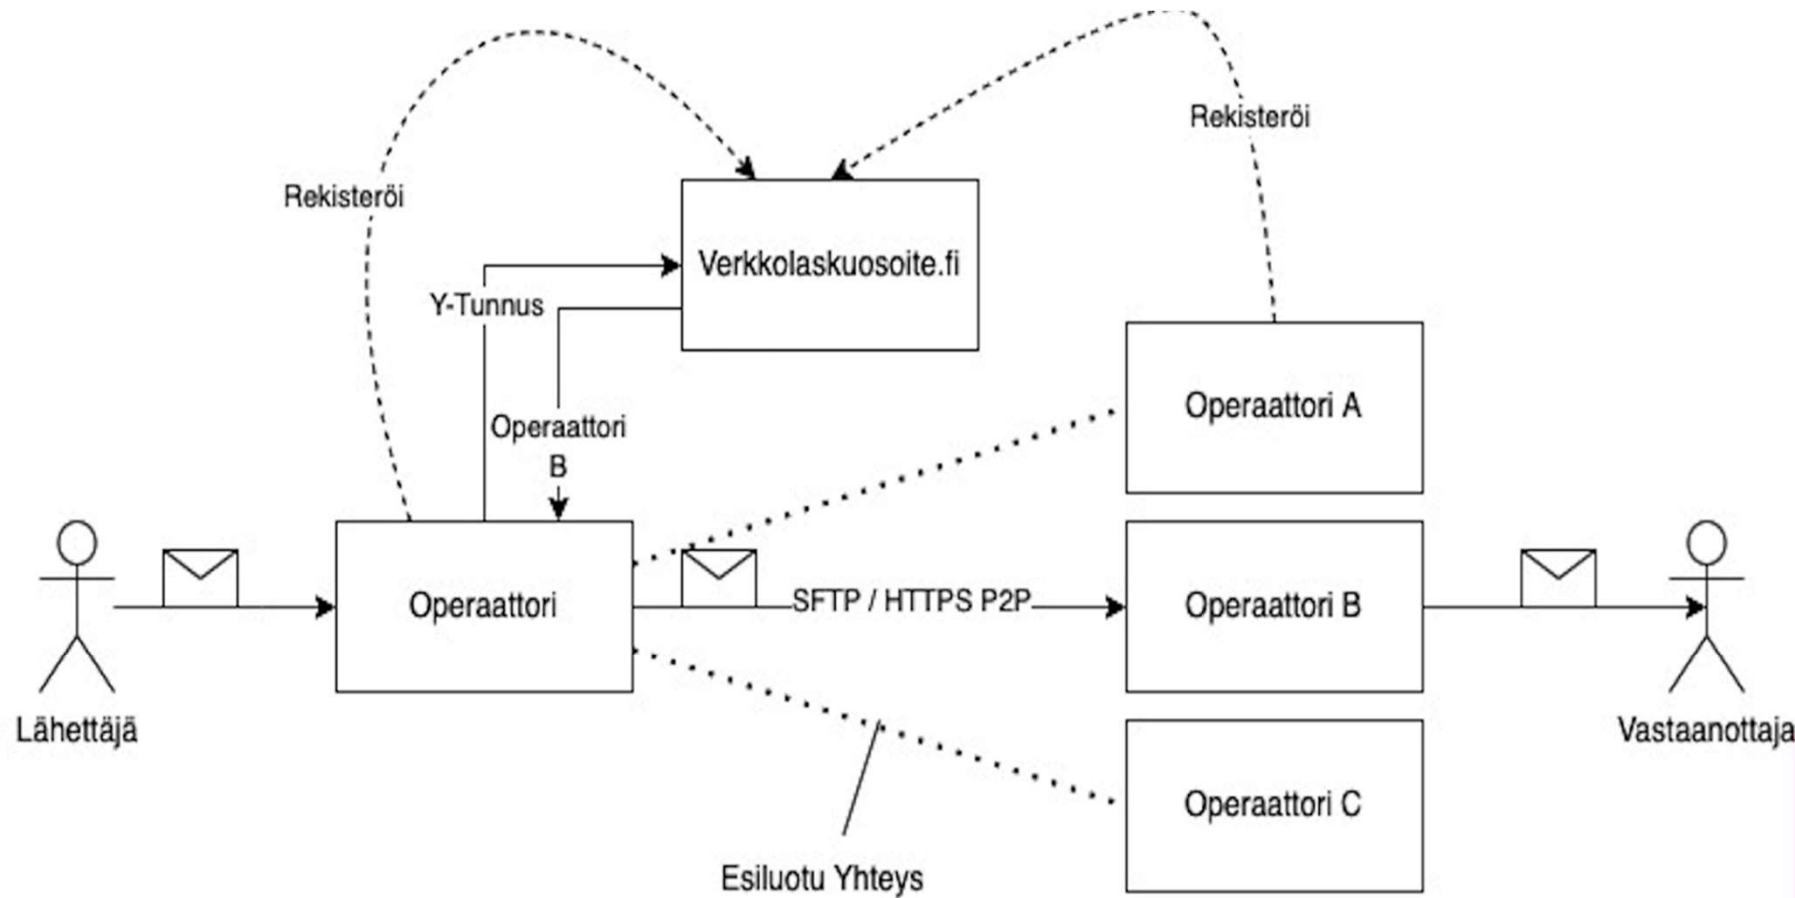 Rekisteröi
Rekisteröi
Verkkolaskuosoite.fi
Y-Tunnus
Operaattori A
Operaattori
B
Operaattori
SFTP / HTTPS P2P
Operaattori B
Lähettäjä
Vastaanottaja
Operaattori C
Esiluotu Yhteys